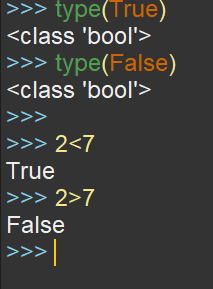 >>> type(True)
<class 'bool'>
>>> type(False)
<class 'bool'>
>>>
>>> 2<7
True
>>> 2>7
False
>>>